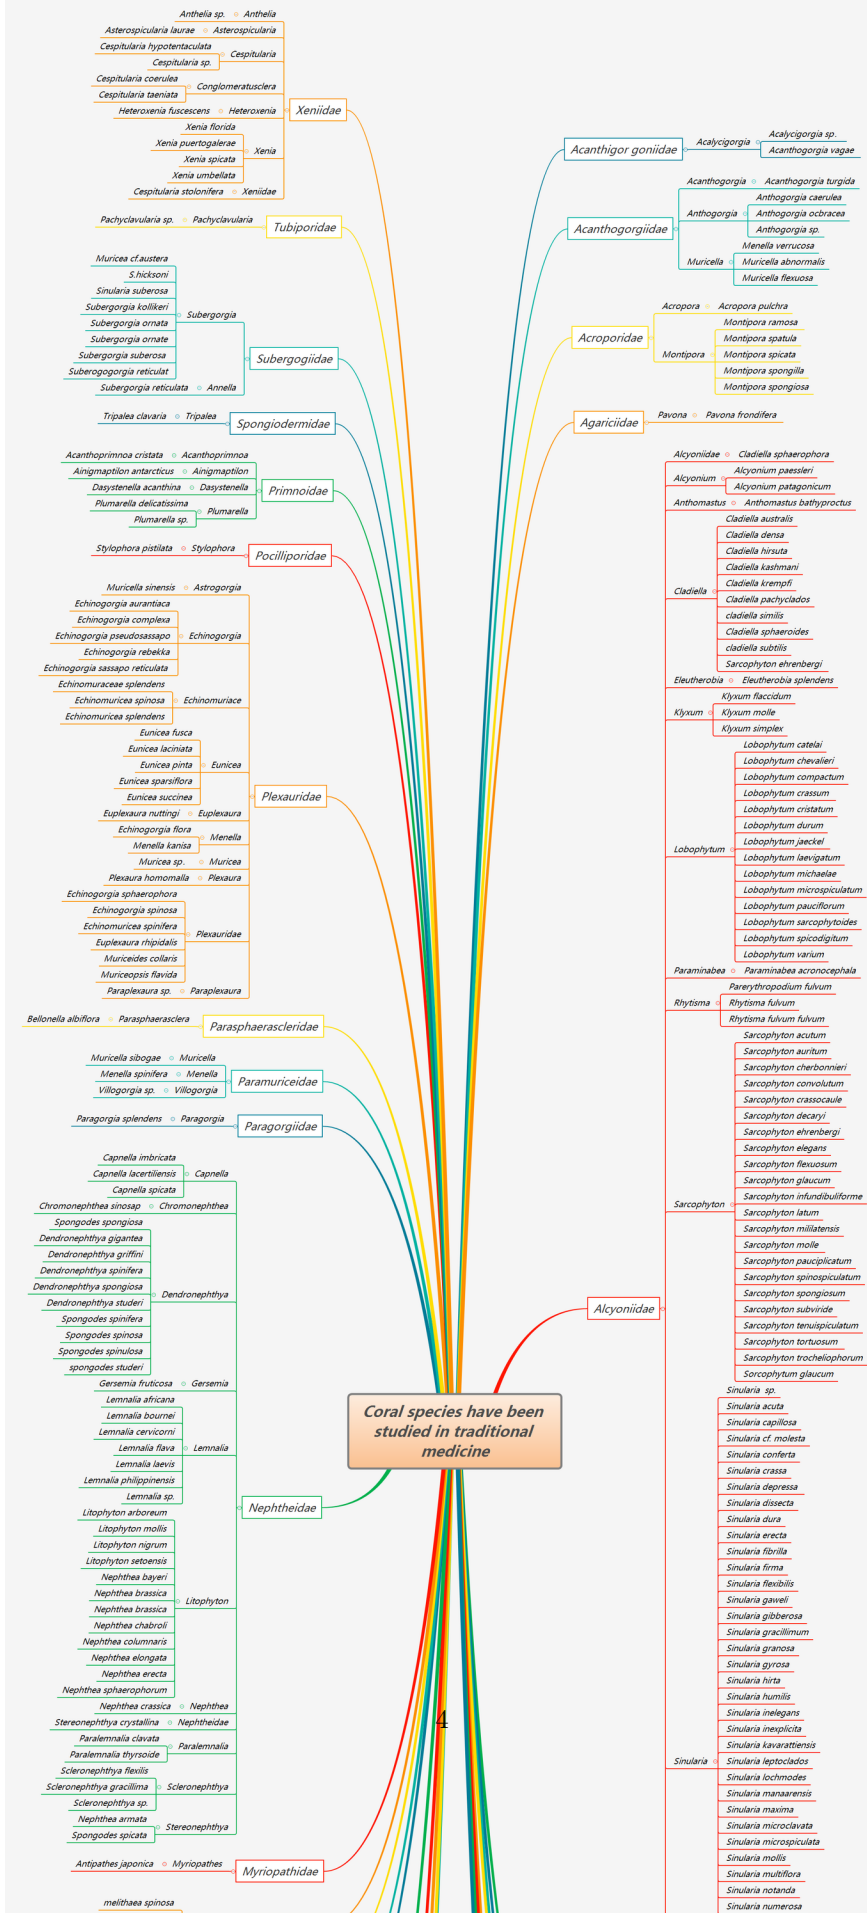 Anthelia sp.
Anthelia
Asterospicularia laurae
Asterospicularia
Cespitularia hypotentaculata
Cespitularia sp.
Cespitularia
Cespitularia coerulea
Cespitularia taeniata
Conglomeratusclera
Heteroxenia fuscescens
Heteroxenia
Xenia florida
Xenia puertogalerae
Xenia spicata
Xenia umbellata
Xenia
Cespitularia stolonifera
Xeniidae
Xeniidae
Pachyclavularia sp.
Pachyclavularia
Tubiporidae
Muricea cf.austera
S.hicksoni
Sinularia suberosa
Subergorgia kollikeri
Subergorgia ornata
Subergorgia ornate
Subergorgia suberosa
Suberogogorgia reticulat
Subergorgia
Subergorgia reticulata
Annella
Subergogiidae
Tripalea clavaria
Tripalea
Spongiodermidae
Acanthoprimnoa cristata
Acanthoprimnoa
Ainigmaptilon antarcticus
Ainigmaptilon
Dasystenella acanthina
Dasystenella
Plumarella delicatissima
Plumarella sp.
Plumarella
Primnoidae
Stylophora pistilata
Stylophora
Pocilliporidae
Muricella sinensis
Astrogorgia
Echinogorgia aurantiaca
Echinogorgia complexa
Echinogorgia pseudosassapo
Echinogorgia rebekka
Echinogorgia sassapo reticulata
Echinogorgia
Echinomuraceae splendens
Echinomuricea spinosa
Echinomuricea splendens
Echinomuriace
Eunicea fusca
Eunicea laciniata
Eunicea pinta
Eunicea sparsiflora
Eunicea succinea
Eunicea
Euplexaura nuttingi
Euplexaura
Echinogorgia flora
Menella kanisa
Menella
Muricea sp.
Muricea
Plexaura homomalla
Plexaura
Echinogorgia sphaerophora
Echinogorgia spinosa
Echinomuricea spinifera
Euplexaura rhipidalis
Muriceides collaris
Muriceopsis flavida
Plexauridae
Paraplexaura sp.
Paraplexaura
Plexauridae
Bellonella albiflora
Parasphaerasclera
Parasphaerascleridae
Muricella sibogae
Muricella
Menella spinifera
Menella
Villogorgia sp.
Villogorgia
Paramuriceidae
Paragorgia splendens
Paragorgia
Paragorgiidae
Capnella imbricata
Capnella lacertiliensis
Capnella spicata
Capnella
Chromonephthea sinosap
Chromonephthea
Spongodes spongiosa
Dendronephthya gigantea
Dendronephthya griffini
Dendronephthya spinifera
Dendronephthya spongiosa
Dendronephthya studeri
Spongodes spinifera
Spongodes spinosa
Spongodes spinulosa
spongodes studeri
Dendronephthya
Gersemia fruticosa
Gersemia
Lemnalia africana
Lemnalia bournei
Lemnalia cervicorni
Lemnalia flava
Lemnalia laevis
Lemnalia philippinensis
Lemnalia sp.
Lemnalia
Litophyton arboreum
Litophyton mollis
Litophyton nigrum
Litophyton setoensis
Nephthea bayeri
Nephthea brassica
Nephthea brassica
Nephthea chabroli
Nephthea columnaris
Nephthea elongata
Nephthea erecta
Nephthea sphaerophorum
Litophyton
Nephthea crassica
Nephthea
Stereonephthya crystallina
Nephtheidae
Paralemnalia clavata
Paralemnalia thyrsoide
Paralemnalia
Scleronephthya flexilis
Scleronephthya gracillima
Scleronephthya sp.
Scleronephthya
Nephthea armata
Spongodes spicata
Stereonephthya
Nephtheidae
Antipathes japonica
Myriopathes
Myriopathidae
melithaea spinosa
Coral species have been
studied in traditional
medicine
4
Acanthigor goniidae
Acalycigorgia
Acalycigorgia sp.
Acanthogorgia vagae
Acanthogorgiidae
Acanthogorgia
Acanthogorgia turgida
Anthogorgia
Anthogorgia caerulea
Anthogorgia ocbracea
Anthogorgia sp.
Muricella
Menella verrucosa
Muricella abnormalis
Muricella flexuosa
Acroporidae
Acropora
Acropora pulchra
Montipora
Montipora ramosa
Montipora spatula
Montipora spicata
Montipora spongilla
Montipora spongiosa
Agariciidae
Pavona
Pavona frondifera
Alcyoniidae
Alcyoniidae
Cladiella sphaerophora
Alcyonium
Alcyonium paessleri
Alcyonium patagonicum
Anthomastus
Anthomastus bathyproctus
Cladiella
Cladiella australis
Cladiella densa
Cladiella hirsuta
Cladiella kashmani
Cladiella krempfi
Cladiella pachyclados
cladiella similis
Cladiella sphaeroides
cladiella subtilis
Sarcophyton ehrenbergi
Eleutherobia
Eleutherobia splendens
Klyxum
Klyxum flaccidum
Klyxum molle
Klyxum simplex
Lobophytum
Lobophytum catelai
Lobophytum chevalieri
Lobophytum compactum
Lobophytum crassum
Lobophytum cristatum
Lobophytum durum
Lobophytum jaeckel
Lobophytum laevigatum
Lobophytum michaelae
Lobophytum microspiculatum
Lobophytum pauciflorum
Lobophytum sarcophytoides
Lobophytum spicodigitum
Lobophytum varium
Paraminabea
Paraminabea acronocephala
Rhytisma
Parerythropodium fulvum
Rhytisma fulvum
Rhytisma fulvum fulvum
Sarcophyton
Sarcophyton acutum
Sarcophyton auritum
Sarcophyton cherbonnieri
Sarcophyton convolutum
Sarcophyton crassocaule
Sarcophyton decaryi
Sarcophyton ehrenbergi
Sarcophyton elegans
Sarcophyton flexuosum
Sarcophyton glaucum
Sarcophyton infundibuliforme
Sarcophyton latum
Sarcophyton mililatensis
Sarcophyton molle
Sarcophyton pauciplicatum
Sarcophyton spinospiculatum
Sarcophyton spongiosum
Sarcophyton subviride
Sarcophyton tenuispiculatum
Sarcophyton tortuosum
Sarcophyton trocheliophorum
Sorcophytum glaucum
Sinularia
Sinularia sp.
Sinularia acuta
Sinularia capillosa
Sinularia cf. molesta
Sinularia conferta
Sinularia crassa
Sinularia depressa
Sinularia dissecta
Sinularia dura
Sinularia erecta
Sinularia fibrilla
Sinularia firma
Sinularia flexibilis
Sinularia gaweli
Sinularia gibberosa
Sinularia gracillimum
Sinularia granosa
Sinularia gyrosa
Sinularia hirta
Sinularia humilis
Sinularia inelegans
Sinularia inexplicita
Sinularia kavarattiensis
Sinularia leptoclados
Sinularia lochmodes
Sinularia manaarensis
Sinularia maxima
Sinularia microclavata
Sinularia microspiculata
Sinularia mollis
Sinularia multiflora
Sinularia notanda
Sinularia numerosa